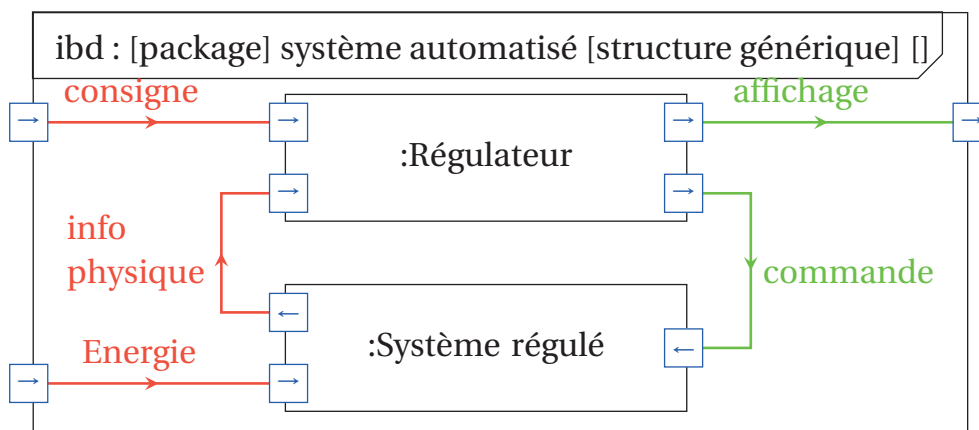 ibd : [package] système automatisé [structure générique] []
consigne
affichage
:Régulateur
info
physique
commande
:Système régulé
Energie